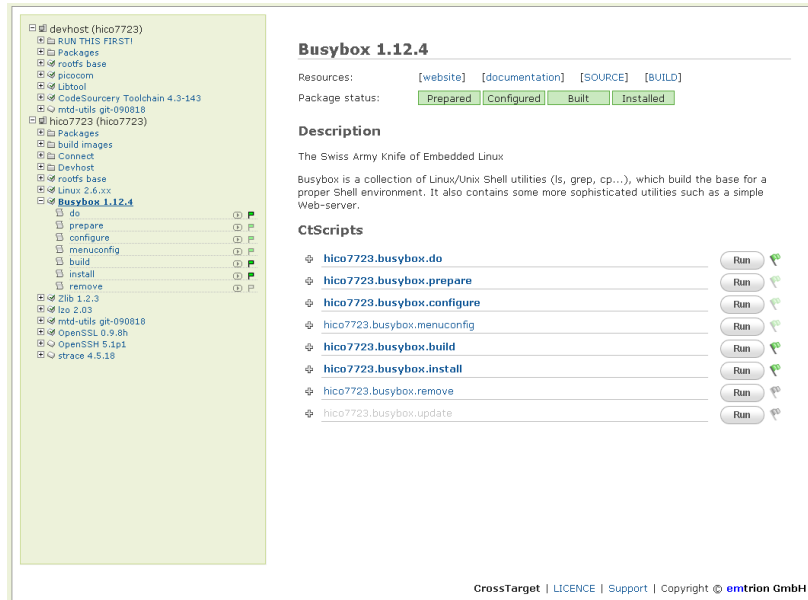 devhost (hico7723)
RUN THIS FIRST!
Packages
rootfs base
picocom
Libtool
CodeSourcery Toolchain 4.3-143
mtd-utils git-090818
hico7723 (hico7723)
Packages
build images
Connect
Devhost
rootfs base
Linux 2.6.xx
Busybox 1.12.4
do
prepare
configure
menuconfig
build
install
remove
Zlib 1.2.3
lzo 2.03
mtd-utils git-090818
OpenSSL 0.9.8h
OpenSSH 5.1p1
strace 4.5.18
Busybox 1.12.4
Resources: [website] [documentation] [SOURCE] [BUILD]
Package status: Prepared Configured Built Installed
Description
The Swiss Army Knife of Embedded Linux
Busybox is a collection of Linux/Unix Shell utilities (ls, grep, cp...), which build the base for a
proper Shell environment. It also contains some more sophisticated utilities such as a simple
Web-server.
CtScripts
hico7723.busybox.do Run
hico7723.busybox.prepare Run
hico7723.busybox.configure Run
hico7723.busybox.menuconfig Run
hico7723.busybox.build Run
hico7723.busybox.install Run
hico7723.busybox.remove Run
hico7723.busybox.update Run
CrossTarget | LICENCE | Support | Copyright © emtrion GmbH